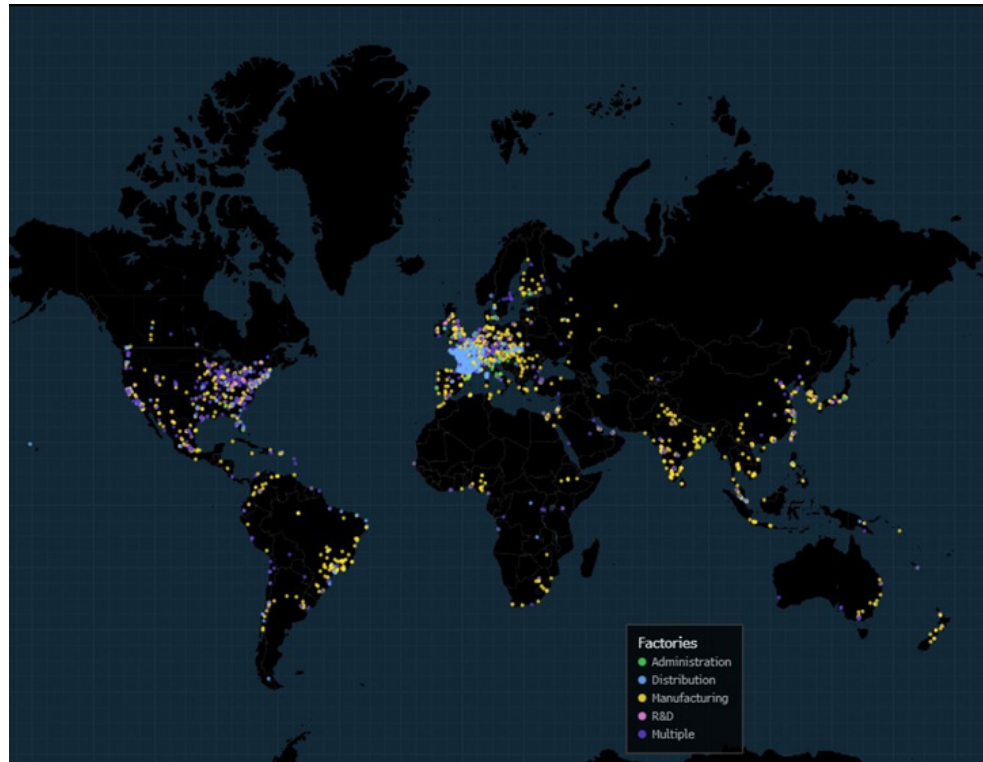 Factories
Administration
Distribution
Manufacturing
R&D
Multiple